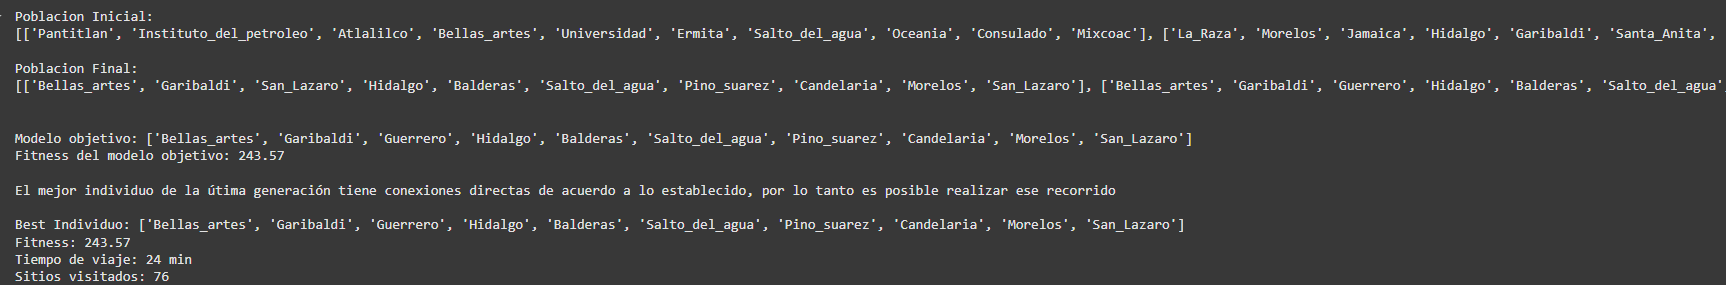 Poblacion Inicial:
[['Pantitlan', 'Instituto_del_petroleo', 'Atlalilco', 'Bellas_artes', 'Universidad', 'Ermita', 'Salto_del_agua', 'Oceania', 'Consulado', 'Mixcoac'], ['La_Raza', 'Morelos', 'Jamaica', 'Hidalgo', 'Garibaldi', 'Santa_Anita',
Poblacion Final:
[['Bellas_artes', 'Garibaldi', 'San_Lazaro', 'Hidalgo', 'Balderas', 'Salto_del_agua', 'Pino_suarez', 'Candelaria', 'Morelos', 'San_Lazaro'], ['Bellas_artes', 'Garibaldi', 'Guerrero', 'Hidalgo', 'Balderas', 'Salto_del_agua',
Modelo objetivo: ['Bellas_artes', 'Garibaldi', 'Guerrero', 'Hidalgo', 'Balderas', 'Salto_del_agua', 'Pino_suarez', 'Candelaria', 'Morelos', 'San_Lazaro']
Fitness del modelo objetivo: 243.57
El mejor individuo de la útima generación tiene conexiones directas de acuerdo a lo establecido, por lo tanto es posible realizar ese recorrido
Best Individuo: ['Bellas_artes', 'Garibaldi', 'Guerrero', 'Hidalgo', 'Balderas', 'Salto_del_agua', 'Pino_suarez', 'Candelaria', 'Morelos', 'San_Lazaro']
Fitness: 243.57
Tiempo de viaje: 24 min
Sitios visitados: 76